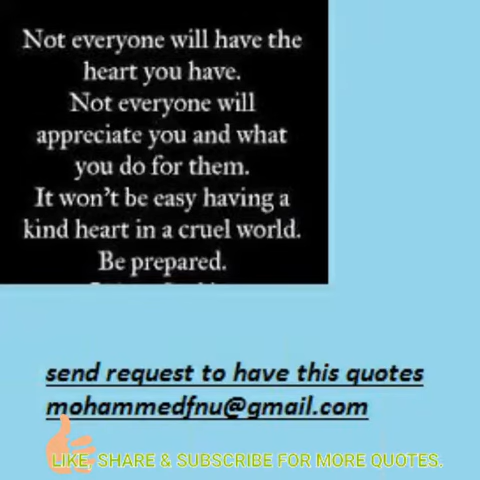 Not everyone will have the
heart you have.
Not everyone will
appreciate you and what
you do for them.
It won't be easy having a
kind heart in a cruel world.
Be prepared.
send request to have this quotes
mohammedfnu@gmail.com
LIKE, SHARE & SUBSCRIBE FOR MORE QUOTES.